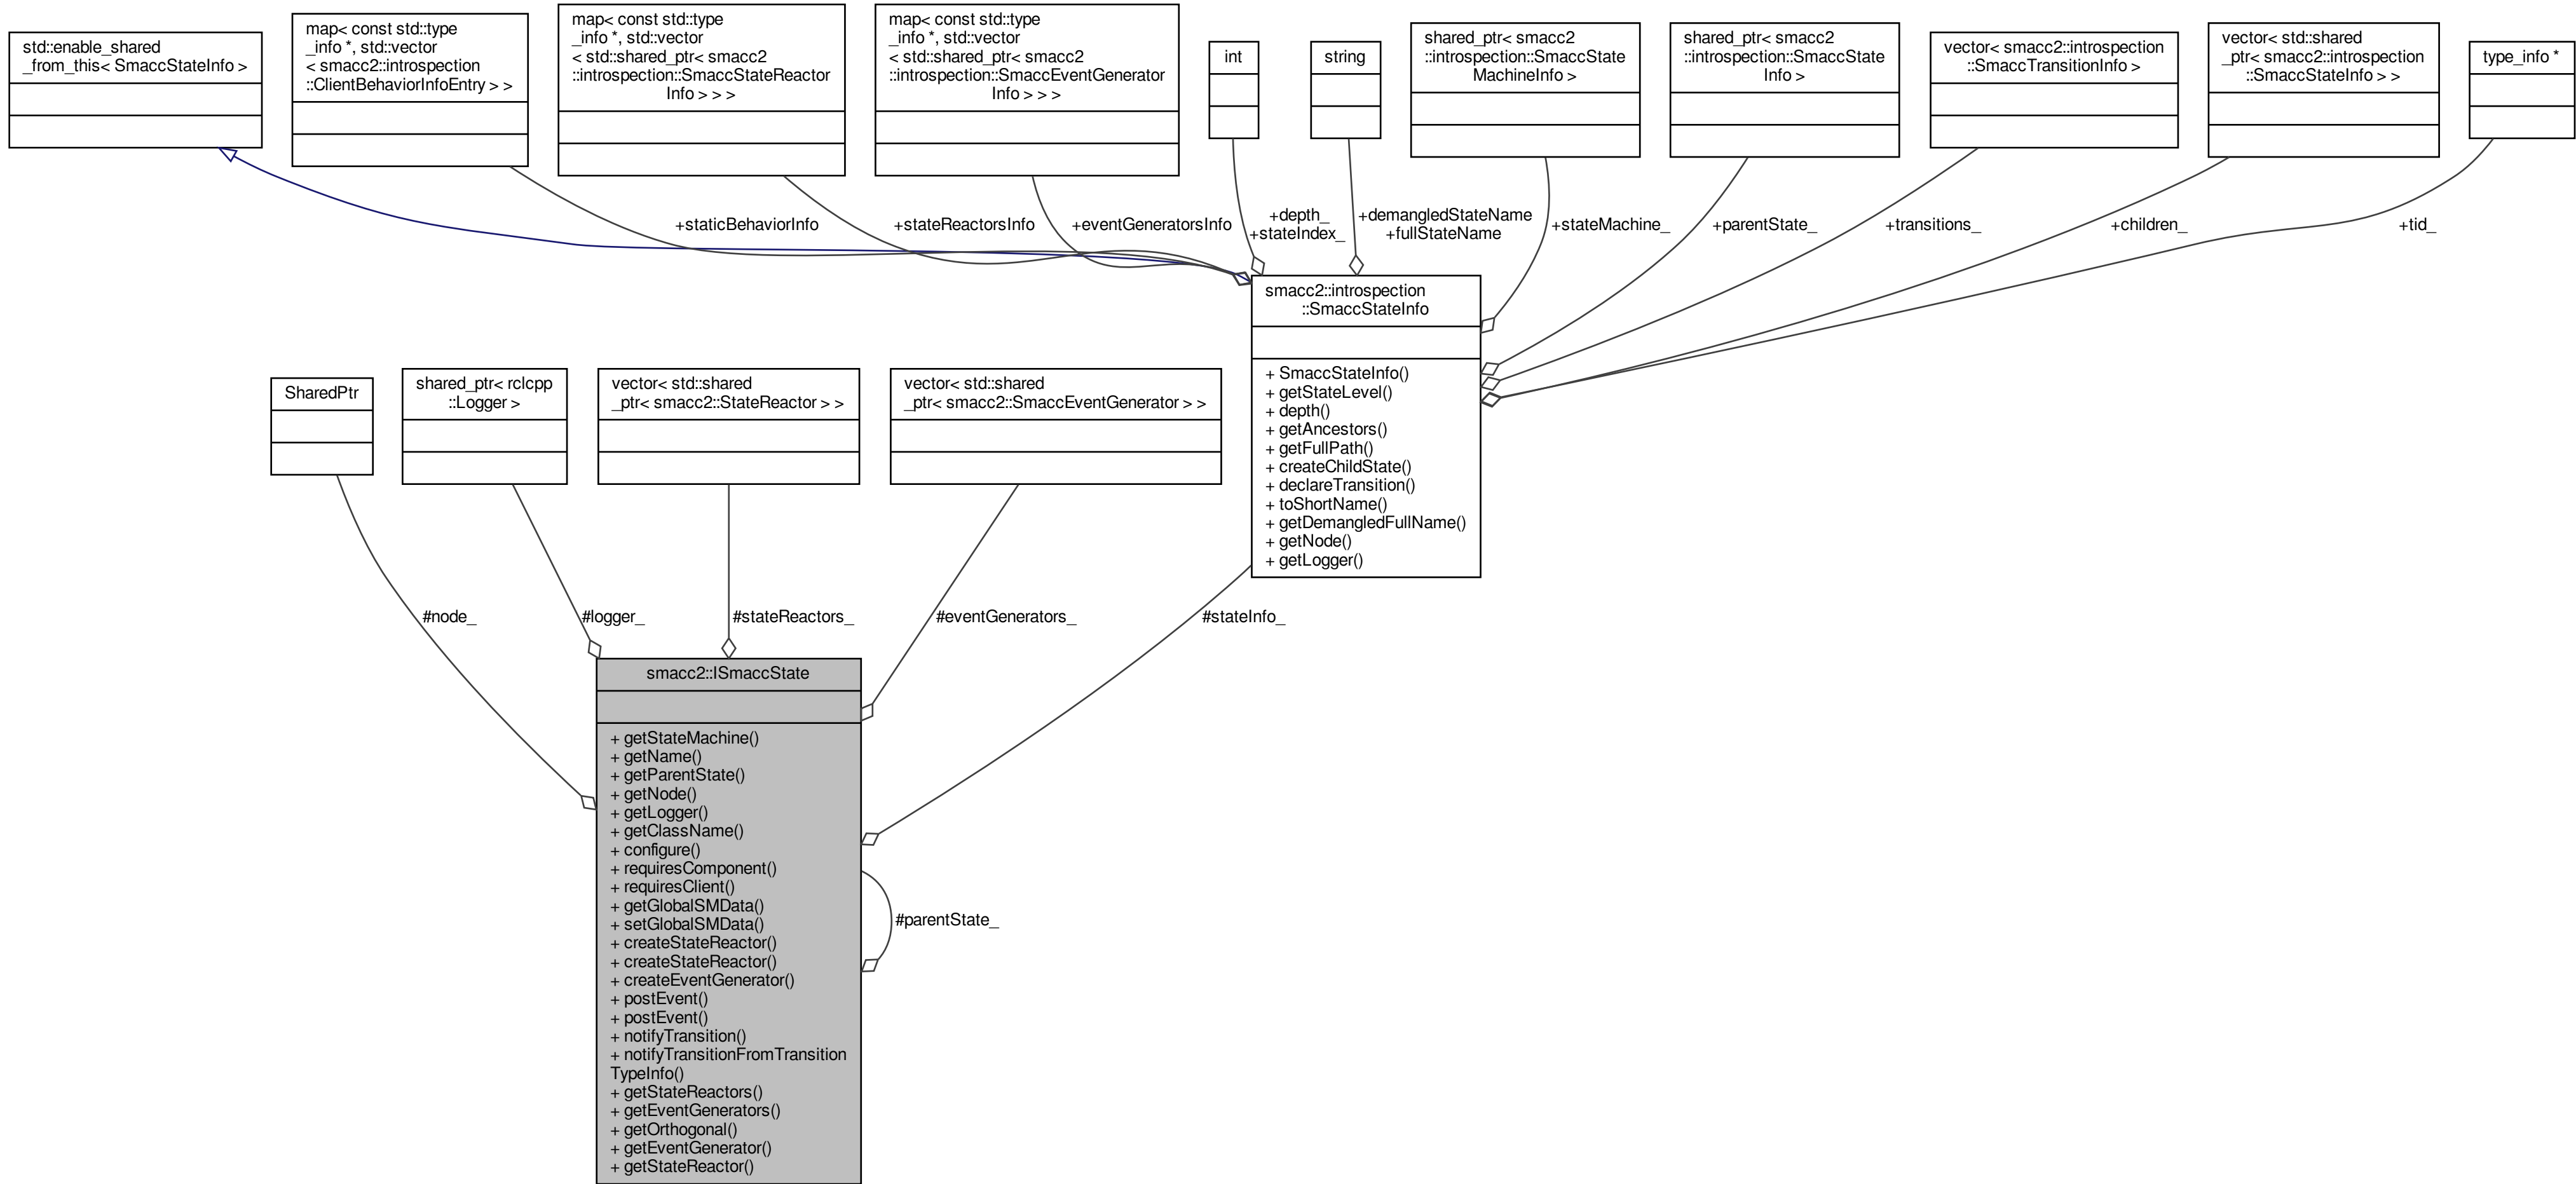 std::enable_shared
_from_this< SmaccStateInfo >
map< const std::type
_info *, std::vector
< smacc2::introspection
::ClientBehaviorInfoEntry > >
map< const std::type
_info *, std::vector
< std::shared_ptr< smacc2
::introspection::SmaccStateReactor
Info > > >
map< const std::type
_info *, std::vector
< std::shared_ptr< smacc2
::introspection::SmaccEventGenerator
Info > > >
int
string
shared_ptr< smacc2
::introspection::SmaccState
MachineInfo >
shared_ptr< smacc2
::introspection::SmaccState
Info >
vector< smacc2::introspection
::SmaccTransitionInfo >
vector< std::shared
_ptr< smacc2::introspection
::SmaccStateInfo > >
type_info *
+staticBehaviorInfo
+stateReactorsInfo
+eventGeneratorsInfo
+depth_
+stateIndex_
+demangledStateName
+fullStateName
+stateMachine_
+parentState_
+transitions_
+children_
+tid_
smacc2::introspection
::SmaccStateInfo
+ SmaccStateInfo()
+ getStateLevel()
+ depth()
+ getAncestors()
+ getFullPath()
+ createChildState()
+ declareTransition()
+ toShortName()
+ getDemangledFullName()
+ getNode()
+ getLogger()
SharedPtr
shared_ptr< rclcpp
::Logger >
vector< std::shared
_ptr< smacc2::StateReactor > >
vector< std::shared
_ptr< smacc2::SmaccEventGenerator > >
#node_
#logger_
#stateReactors_
#eventGenerators_
#stateInfo_
smacc2::ISmaccState
+ getStateMachine()
+ getName()
+ getParentState()
+ getNode()
+ getLogger()
+ getClassName()
+ configure()
+ requiresComponent()
+ requiresClient()
+ getGlobalSMData()
+ setGlobalSMData()
+ createStateReactor()
+ createStateReactor()
+ createEventGenerator()
+ postEvent()
+ postEvent()
+ notifyTransition()
+ notifyTransitionFromTransition
TypeInfo()
+ getStateReactors()
+ getEventGenerators()
+ getOrthogonal()
+ getEventGenerator()
+ getStateReactor()
#parentState_